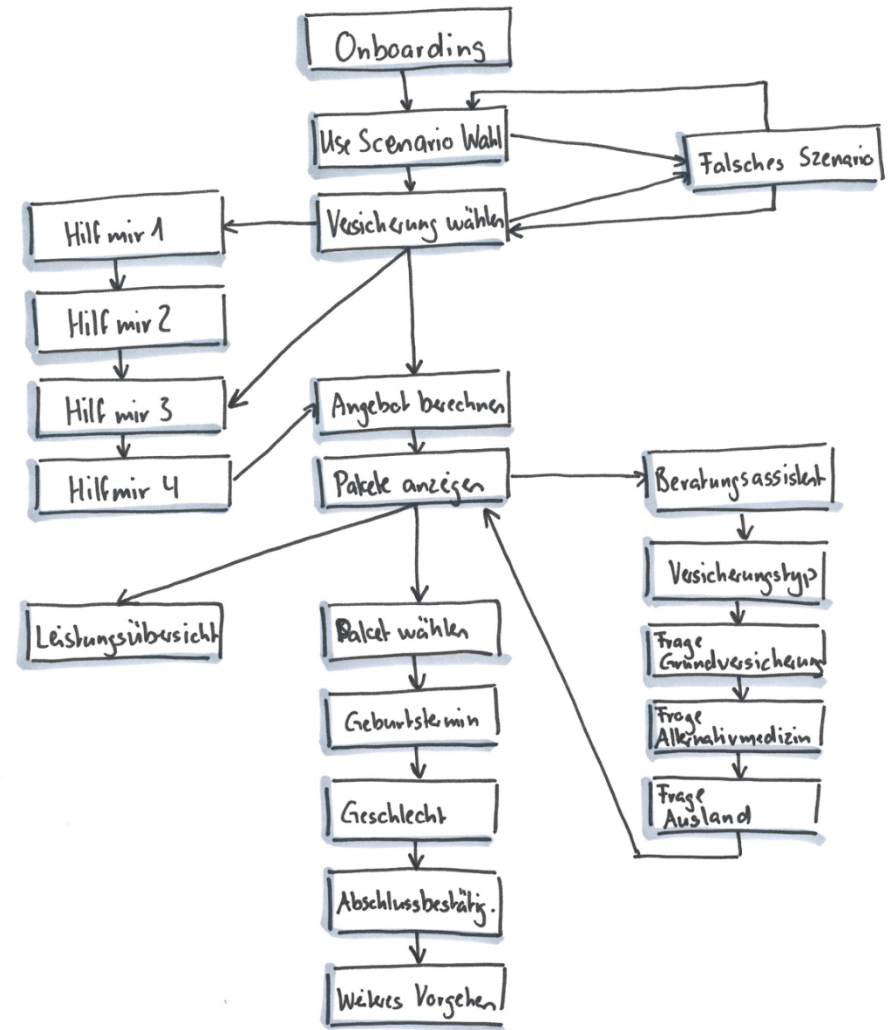 Onboarding
Use Scenario Wahl
Falsches Szenario
Versicherung wählen
Hilf mir 1
Hilf mir 2
Hilf mir 3
Hilf mir 4
Angebot berechnen
Pakete anzeigen
Beratungsassistent
Versicherungstyp
Leistungsübersicht
Paket wählen
Frage
Grundversicherung
Geburtstermin
Frage
Alternativmedizin
Geschlecht
Frage
Ausland
Abschlussbestätig.
Weiteres Vorgehen